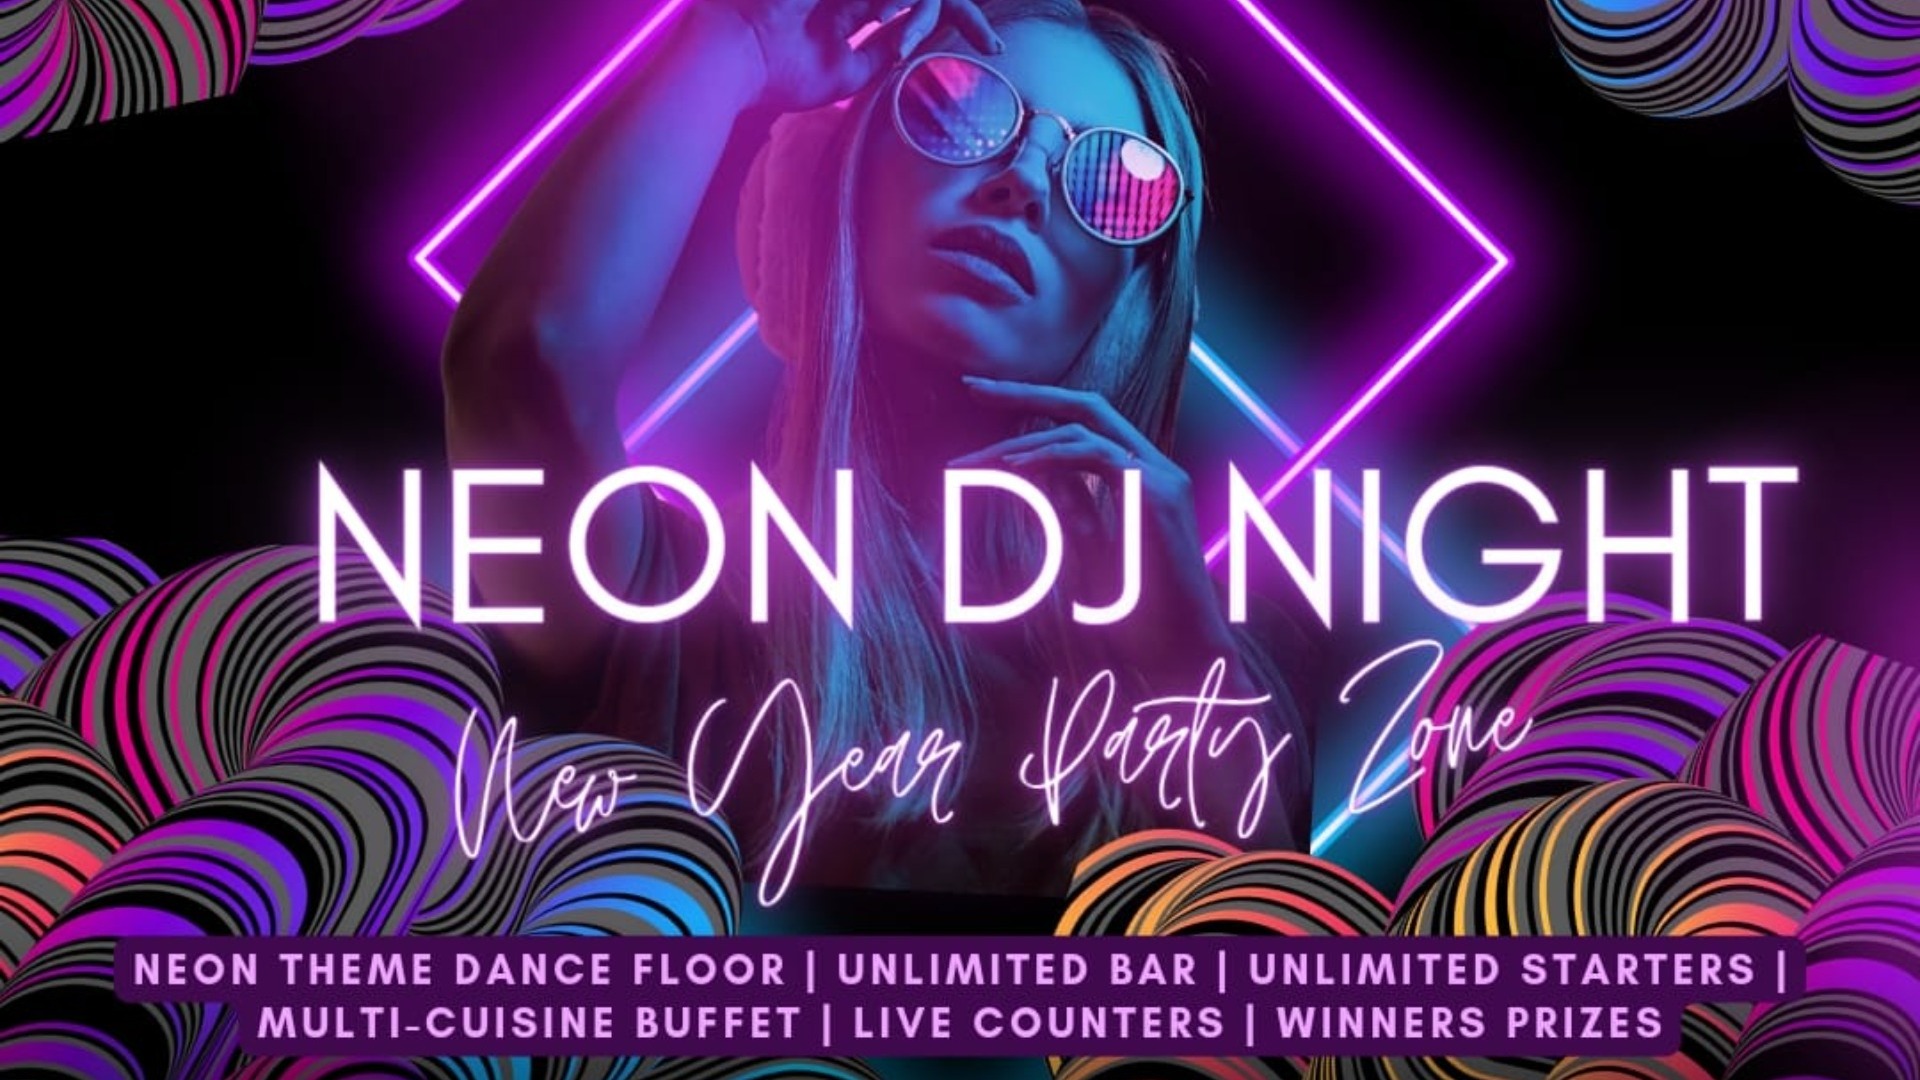 NEON DJ NIGHT
New Year Party Zone
NEON THEME DANCE FLOOR | UNLIMITED BAR | UNLIMITED STARTERS |
MULTI-CUISINE BUFFET | LIVE COUNTERS | WINNERS PRIZES